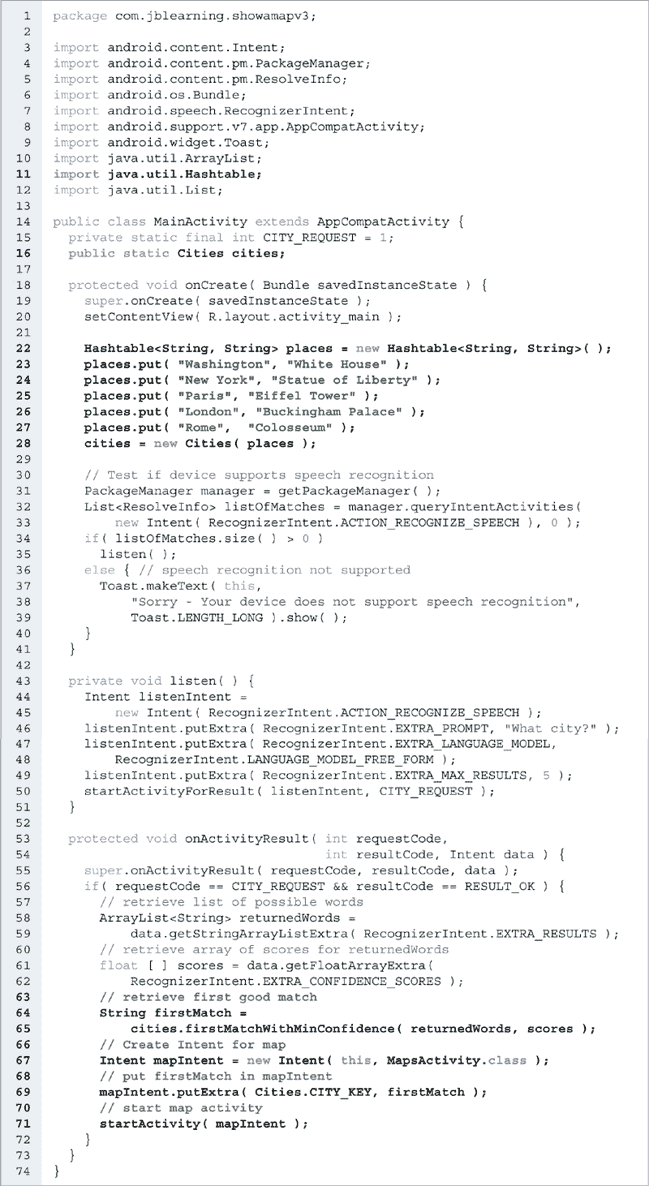 1 package com.jblearning.showamapv3;
2
3 import android.content.Intent;
4 import android.content.pm.PackageManager;
5 import android.content.pm.ResolveInfo;
6 import android.os.Bundle;
7 import android.speech.RecognizerIntent;
8 import android.support.v7.app.AppCompatActivity;
9 import android.widget.Toast;
10 import java.util.ArrayList;
11 import java.util.Hashtable;
12 import java.util.List;
13
14 public class MainActivity extends AppCompatActivity {
15   private static final int CITY_REQUEST = 1;
16   public static Cities cities;
17
18   protected void onCreate( Bundle savedInstanceState ) {
19     super.onCreate( savedInstanceState );
20     setContentView( R.layout.activity_main );
21
22     Hashtable<String, String> places = new Hashtable<String, String>( );
23     places.put( "Washington", "White House" );
24     places.put( "New York", "Statue of Liberty" );
25     places.put( "Paris", "Eiffel Tower" );
26     places.put( "London", "Buckingham Palace" );
27     places.put( "Rome",  "Colosseum" );
28     cities = new Cities( places );
29
30     // Test if device supports speech recognition
31     PackageManager manager = getPackageManager( );
32     List<ResolveInfo> listOfMatches = manager.queryIntentActivities(
33         new Intent( RecognizerIntent.ACTION_RECOGNIZE_SPEECH ), 0 );
34     if( listOfMatches.size( ) > 0 )
35       listen( );
36     else { // speech recognition not supported
37       Toast.makeText( this,
38           "Sorry - Your device does not support speech recognition",
39           Toast.LENGTH_LONG ).show( );
40     }
41   }
42
43   private void listen( ) {
44     Intent listenIntent =
45         new Intent( RecognizerIntent.ACTION_RECOGNIZE_SPEECH );
46     listenIntent.putExtra( RecognizerIntent.EXTRA_PROMPT, "What city?" );
47     listenIntent.putExtra( RecognizerIntent.EXTRA_LANGUAGE_MODEL,
48         RecognizerIntent.LANGUAGE_MODEL_FREE_FORM );
49     listenIntent.putExtra( RecognizerIntent.EXTRA_MAX_RESULTS, 5 );
50     startActivityForResult( listenIntent, CITY_REQUEST );
51   }
52
53   protected void onActivityResult( int requestCode,
54                                    int resultCode, Intent data ) {
55     super.onActivityResult( requestCode, resultCode, data );
56     if( requestCode == CITY_REQUEST && resultCode == RESULT_OK ) {
57       // retrieve list of possible words
58       ArrayList<String> returnedWords =
59           data.getStringArrayListExtra( RecognizerIntent.EXTRA_RESULTS );
60       // retrieve array of scores for returnedWords
61       float [ ] scores = data.getFloatArrayExtra(
62           RecognizerIntent.EXTRA_CONFIDENCE_SCORES );
63       // retrieve first good match
64       String firstMatch =
65           cities.firstMatchWithMinConfidence( returnedWords, scores );
66       // Create Intent for map
67       Intent mapIntent = new Intent( this, MapsActivity.class );
68       // put firstMatch in mapIntent
69       mapIntent.putExtra( Cities.CITY_KEY, firstMatch );
70       // start map activity
71       startActivity( mapIntent );
72     }
73   }
74 }